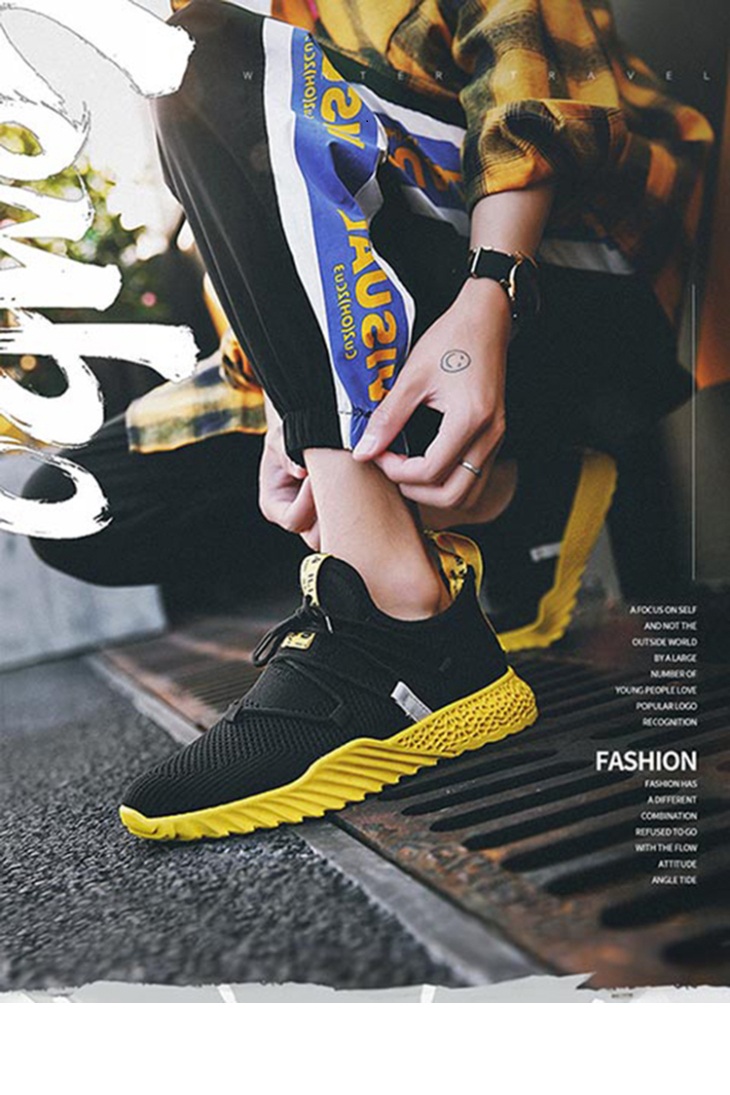 W TER TRAVEL
A FOCUS ON SELF
AND NOT THE
OUTSIDE WORLD
BY A LARGE
NUMBER OF
YOUNG PEOPLE LOVE
POPULAR LOGO
RECOGNITION
FASHION
FASHION HAS
A DIFFERENT
COMBINATION
REFUSED TO GO
WITH THE FLOW
ATTITUDE
ANGLE TIDE